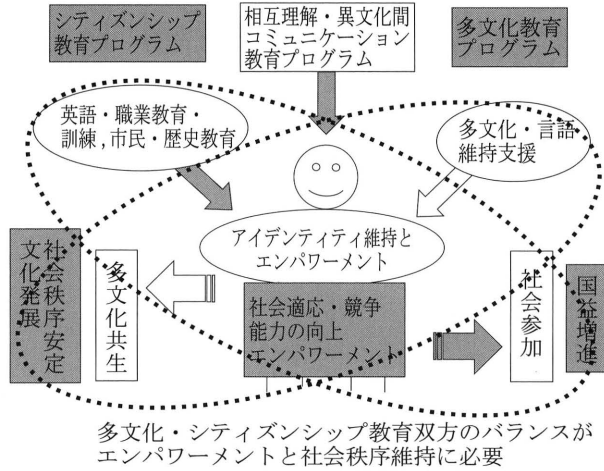 シティズンシップ
教育プログラム
相互理解・異文化間
コミュニケーション
教育プログラム
多文化教育
プログラム
英語・職業教育・
訓練,市民・歴史教育
多文化・言語
維持支援
アイデンティティ維持と
エンパワーメント
社会秩序安定
文化発展
多文化共生
社会適応・競争
能力の向上
エンパワーメント
社会参加
国益増進
多文化・シティズンシップ教育双方のバランスが
エンパワーメントと社会秩序維持に必要